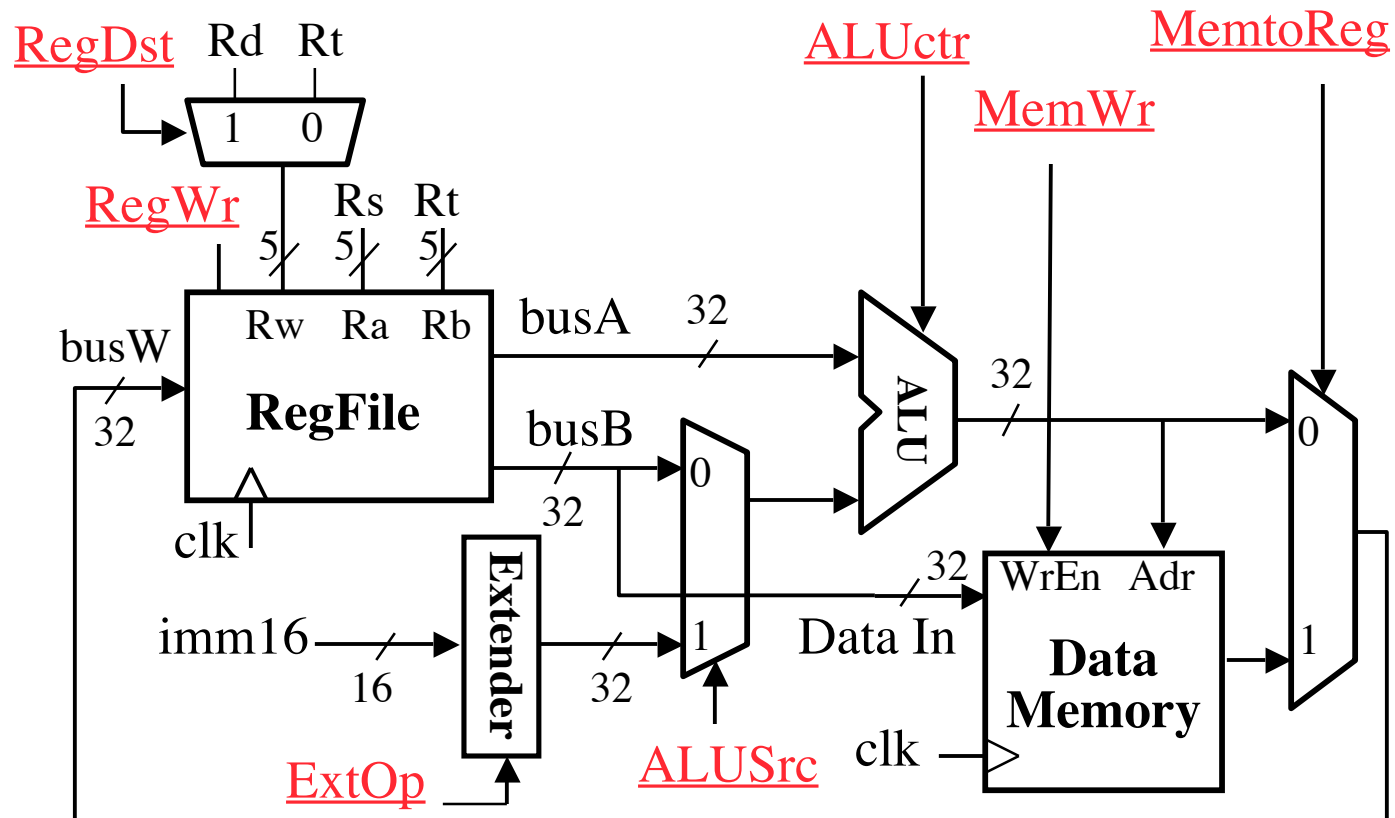 RegDst Rd Rt ALUctr MemtoReg
MemWr
1 0
RegWr Rs Rt
5 5 5
Rw Ra Rb busA 32
busW
32 RegFile busB 32
ALU
0 0
32
clk
Extender
32 WrEn Adr
imm16 1 Data In 1
16 32 Data
Memory
clk
ExtOp ALUSrc